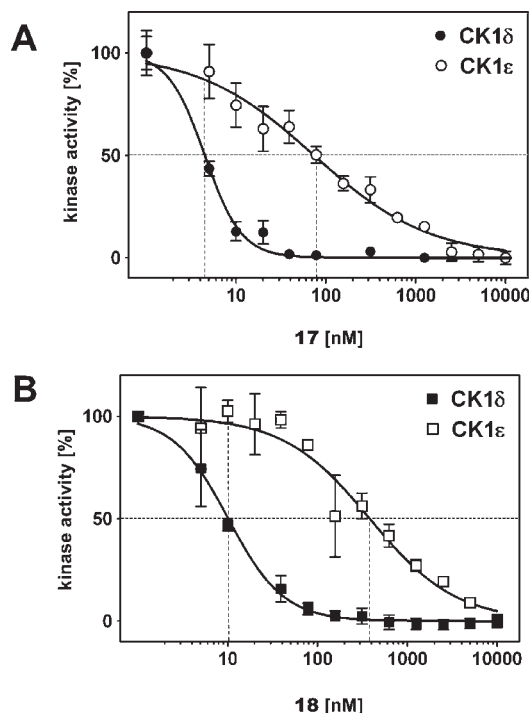 A
CK1δ
CK1ε
kinase activity [%]
100
50
0
10
100
1000
10000
17 [nM]
B
CK1δ
CK1ε
kinase activity [%]
100
50
0
10
100
1000
10000
18 [nM]